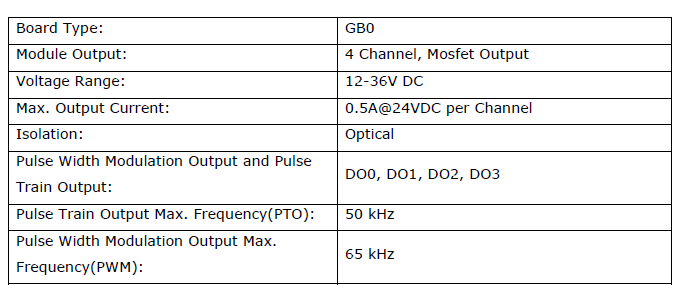 Board Type: GB0
Module Output: 4 Channel, Mosfet Output
Voltage Range: 12-36V DC
Max. Output Current: 0.5A@24VDC per Channel
Isolation: Optical
Pulse Width Modulation Output and Pulse
Train Output: DO0, DO1, DO2, DO3
Pulse Train Output Max. Frequency(PTO): 50 kHz
Pulse Width Modulation Output Max.
Frequency(PWM): 65 kHz